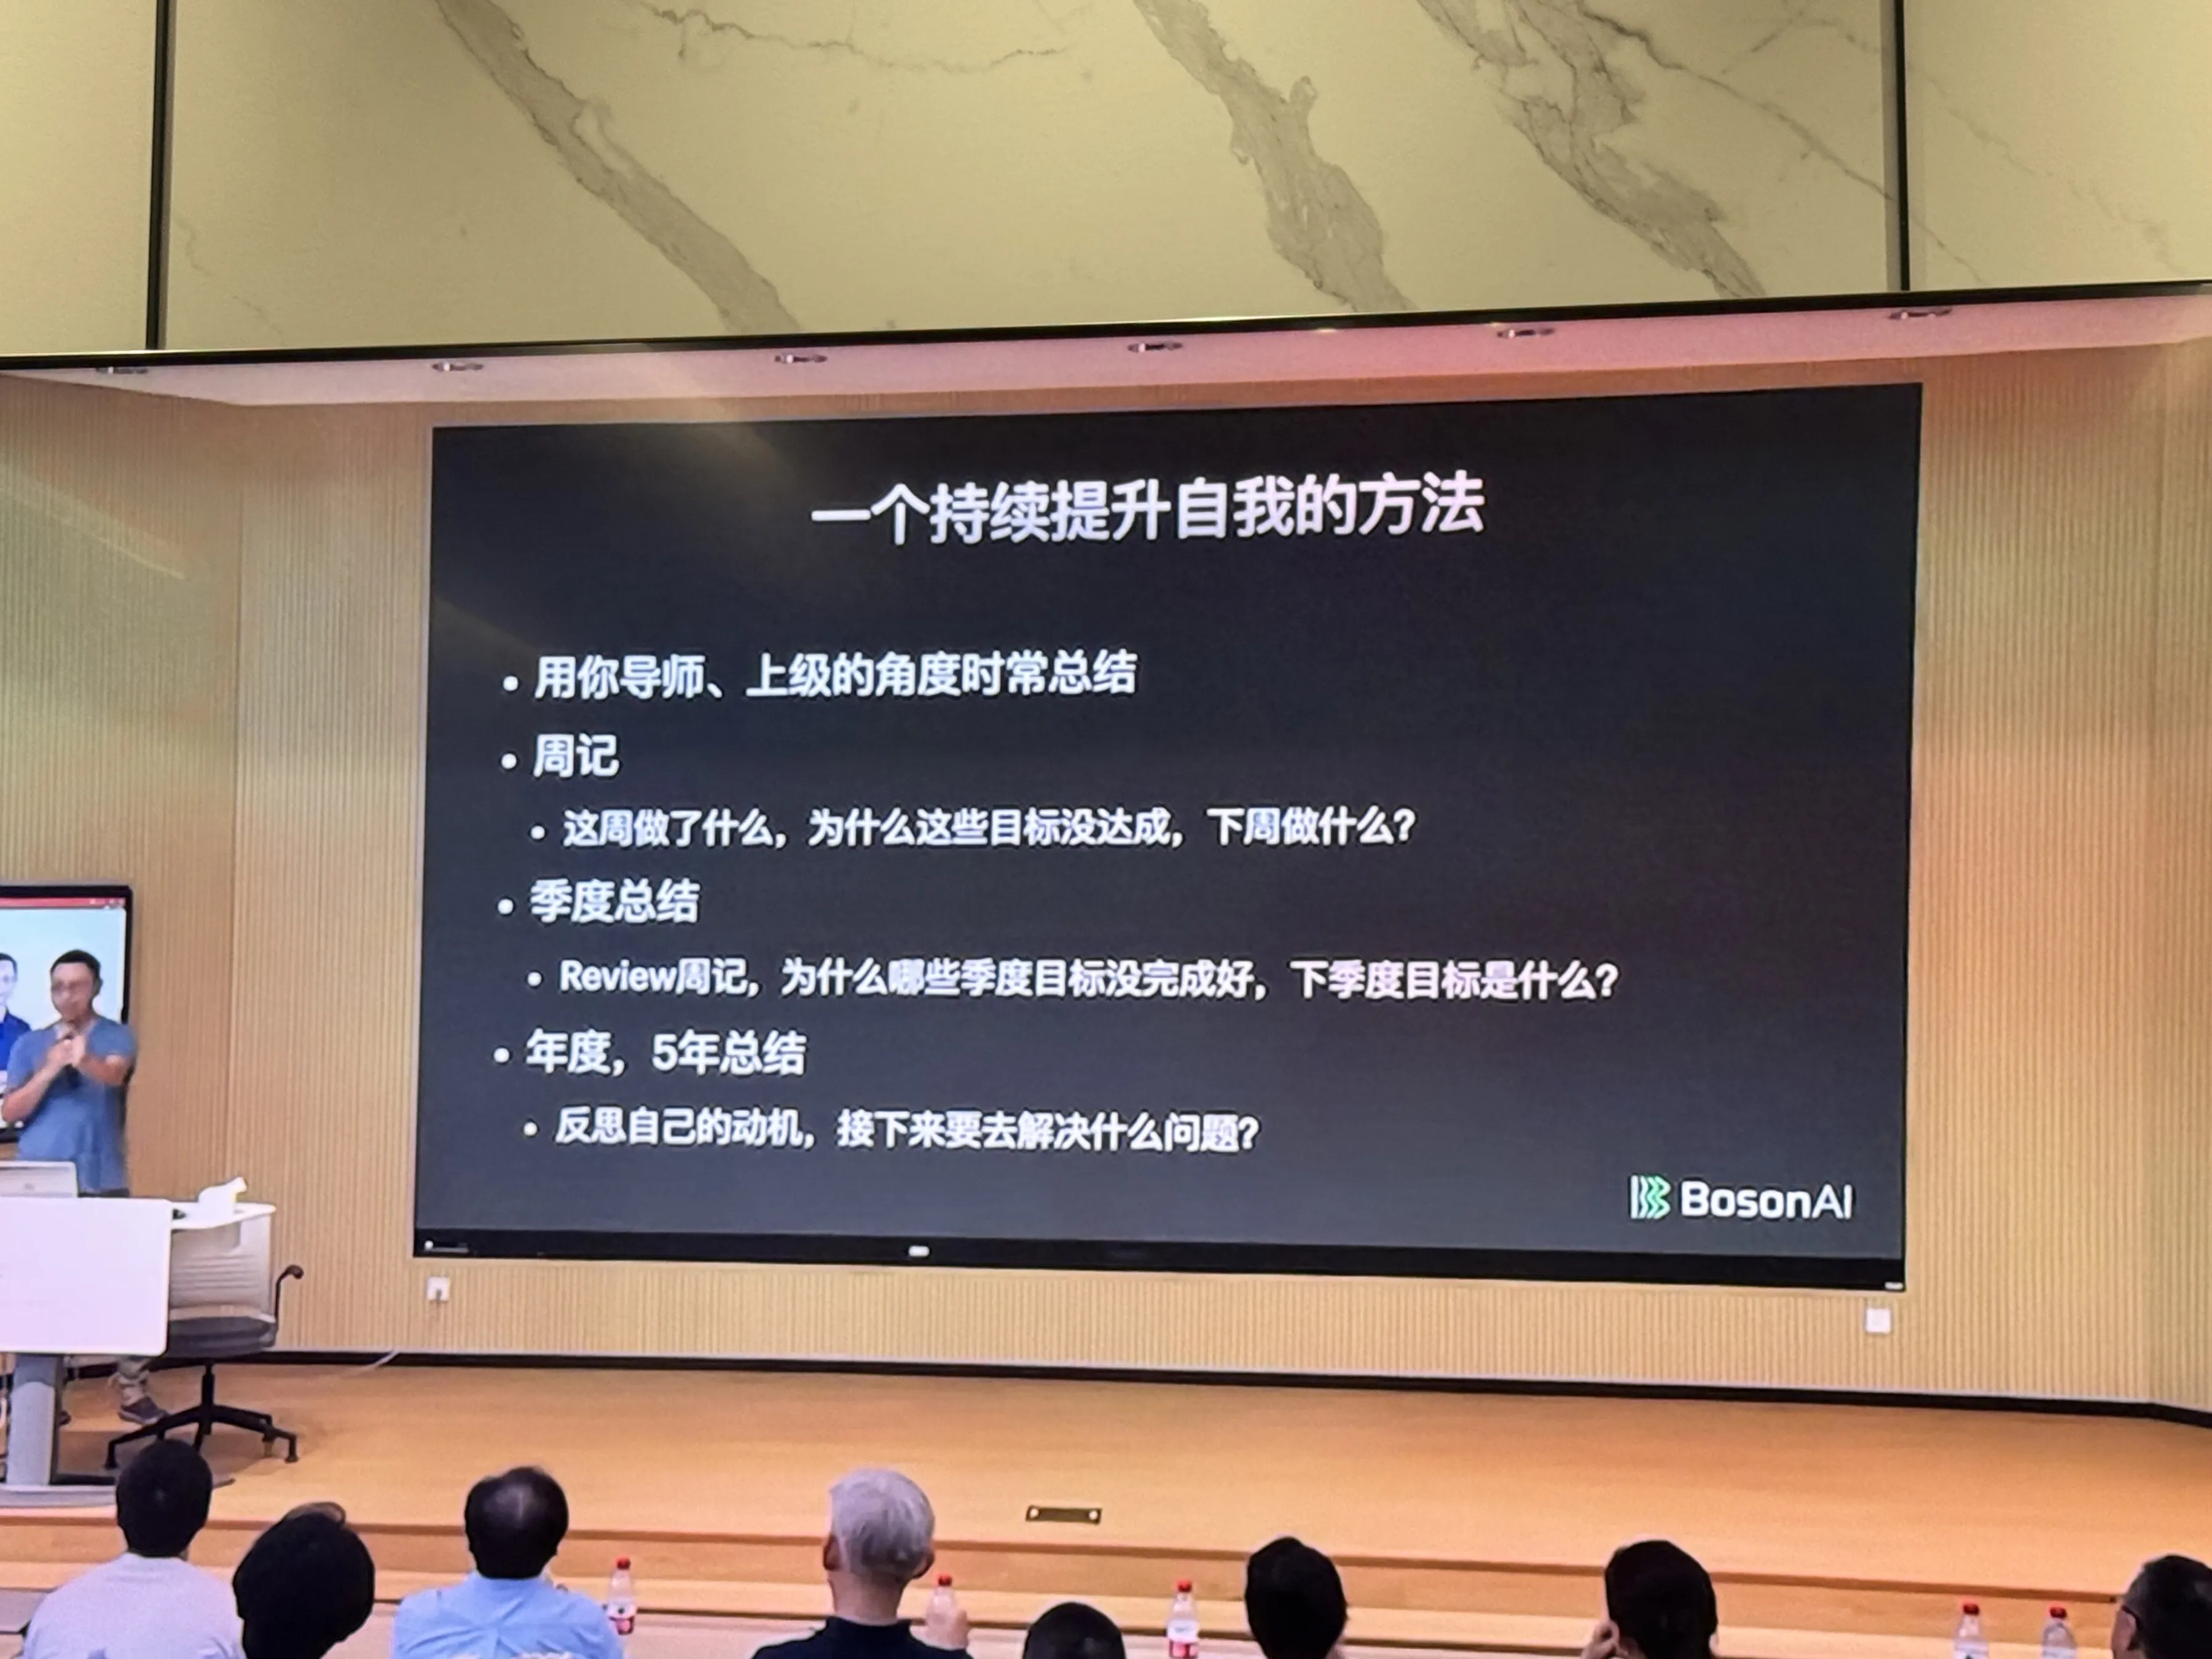 一个持续提升自我的方法
• 用你导师、上级的角度时常总结
• 周记
• 这周做了什么，为什么这些目标没达成，下周做什么？
• 季度总结
• Review周记，为什么哪些季度目标没完成好，下季度目标是什么？
• 年度，5年总结
• 反思自己的动机，接下来要去解决什么问题？
BosonAI